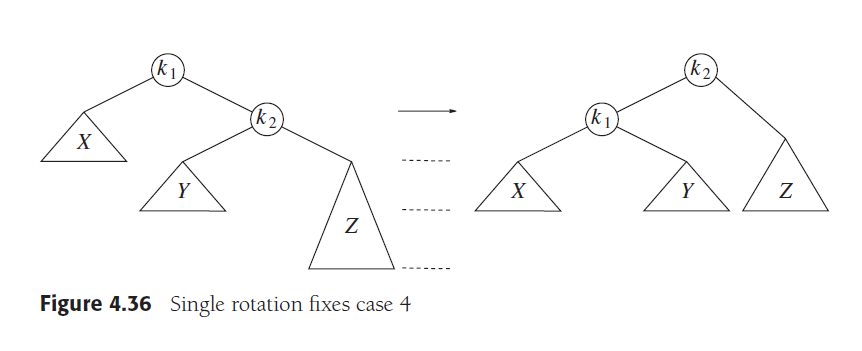 k1 k2
k2 k1
X
Y
X Y Z
Z
Figure 4.36 Single rotation fixes case 4